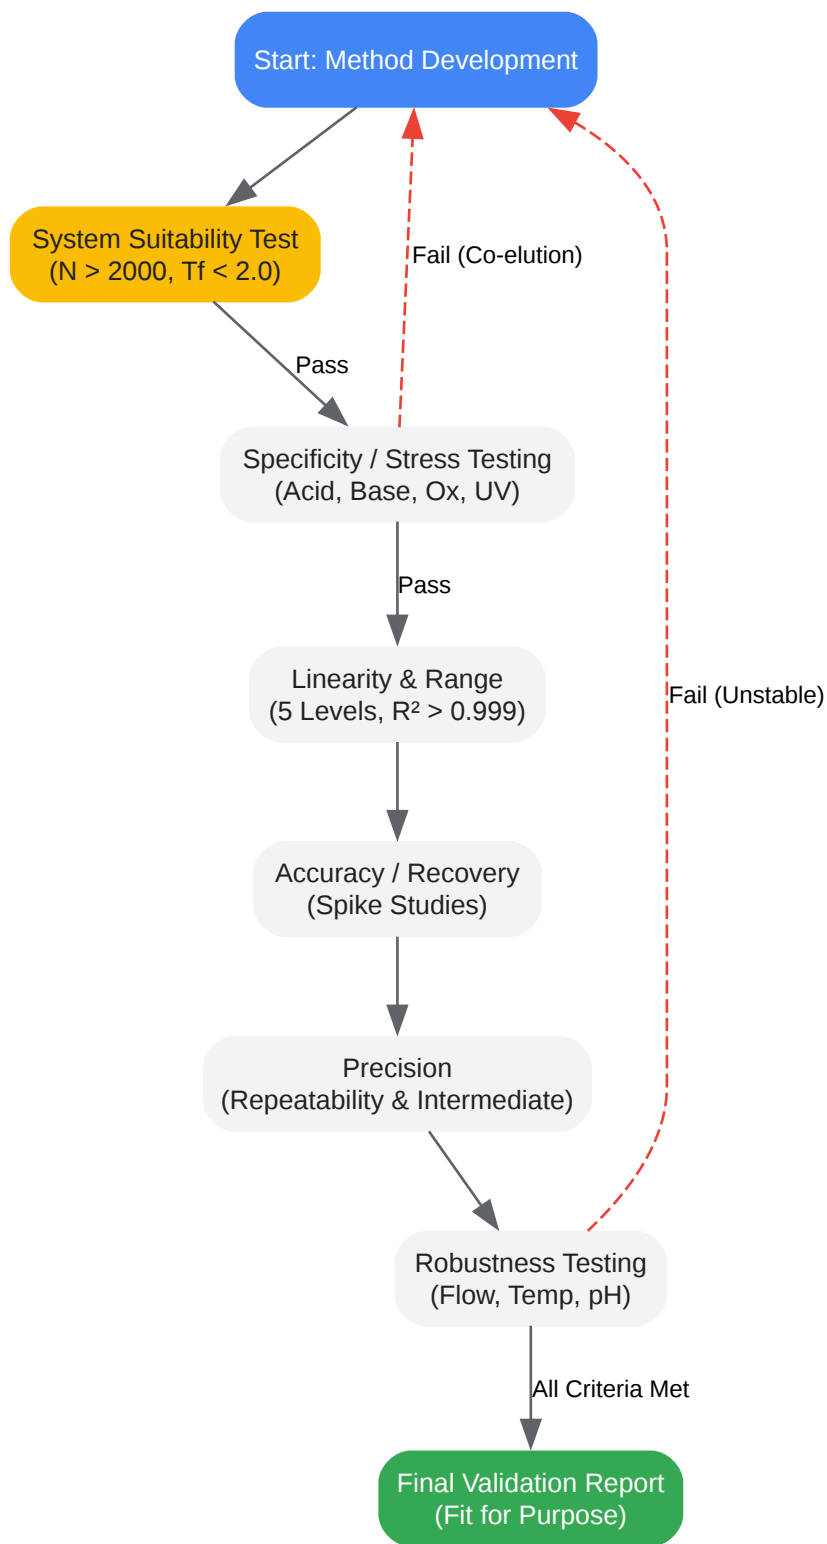 Start: Method Development
System Suitability Test
(N > 2000, Tf < 2.0)
Fail (Co-elution)
Pass
Specificity / Stress Testing
(Acid, Base, Ox, UV)
Pass
Linearity & Range
(5 Levels, R² > 0.999)
Fail (Unstable)
Accuracy / Recovery
(Spike Studies)
Precision
(Repeatability & Intermediate)
Robustness Testing
(Flow, Temp, pH)
All Criteria Met
Final Validation Report
(Fit for Purpose)